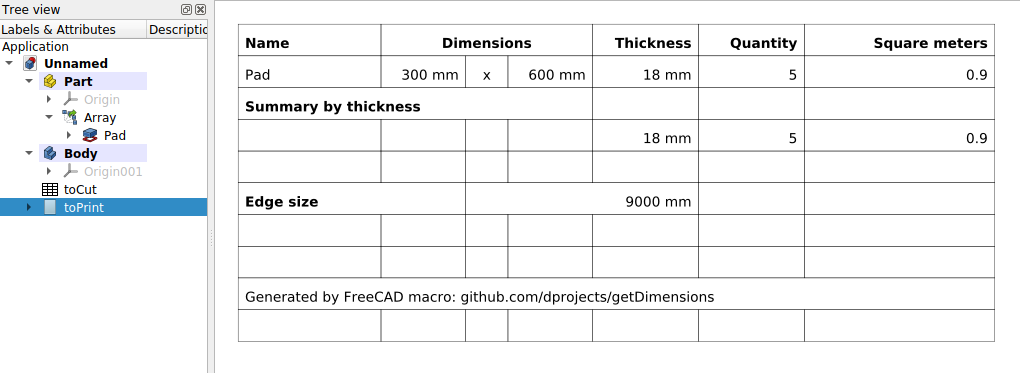 Tree view
Labels & Attributes Descriptic
Application
Unnamed
Part
Origin
Array
Pad
Body
Origin001
toCut
toPrint
Name Dimensions Thickness Quantity Square meters
Pad 300 mm x 600 mm 18 mm 5 0.9
Summary by thickness
18 mm 5 0.9
Edge size 9000 mm
Generated by FreeCAD macro: github.com/dprojects/getDimensions